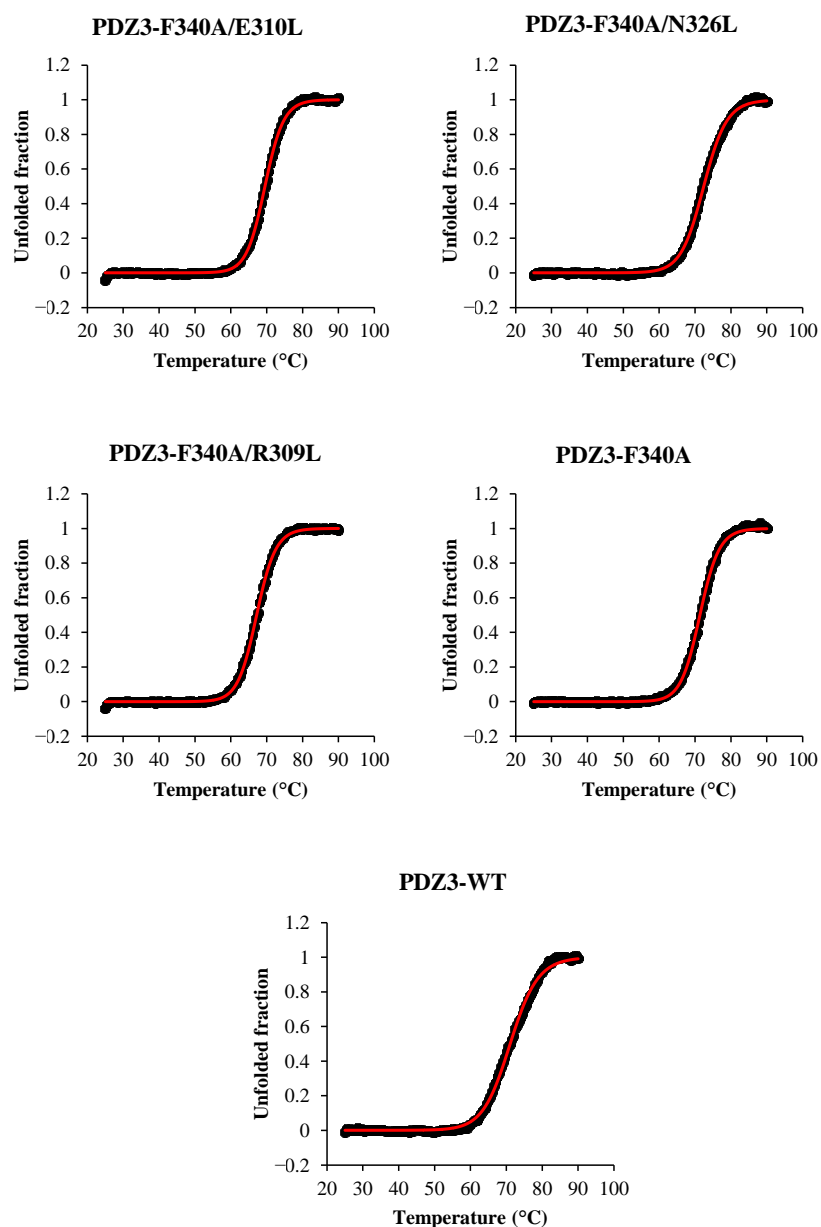 PDZ3-F340A/E310L
1.2
1
0.8
0.6
0.4
0.2
0
−0.2
Unfolded fraction
20 30 40 50 60 70 80 90 100
Temperature (°C)
PDZ3-F340A/N326L
1.2
1
0.8
0.6
0.4
0.2
0
−0.2
Unfolded fraction
20 30 40 50 60 70 80 90 100
Temperature (°C)
PDZ3-F340A/R309L
1.2
1
0.8
0.6
0.4
0.2
0
−0.2
Unfolded fraction
20 30 40 50 60 70 80 90 100
Temperature (°C)
PDZ3-F340A
1.2
1
0.8
0.6
0.4
0.2
0
−0.2
Unfolded fraction
20 30 40 50 60 70 80 90 100
Temperature (°C)
PDZ3-WT
1.2
1
0.8
0.6
0.4
0.2
0
−0.2
Unfolded fraction
20 30 40 50 60 70 80 90 100
Temperature (°C)